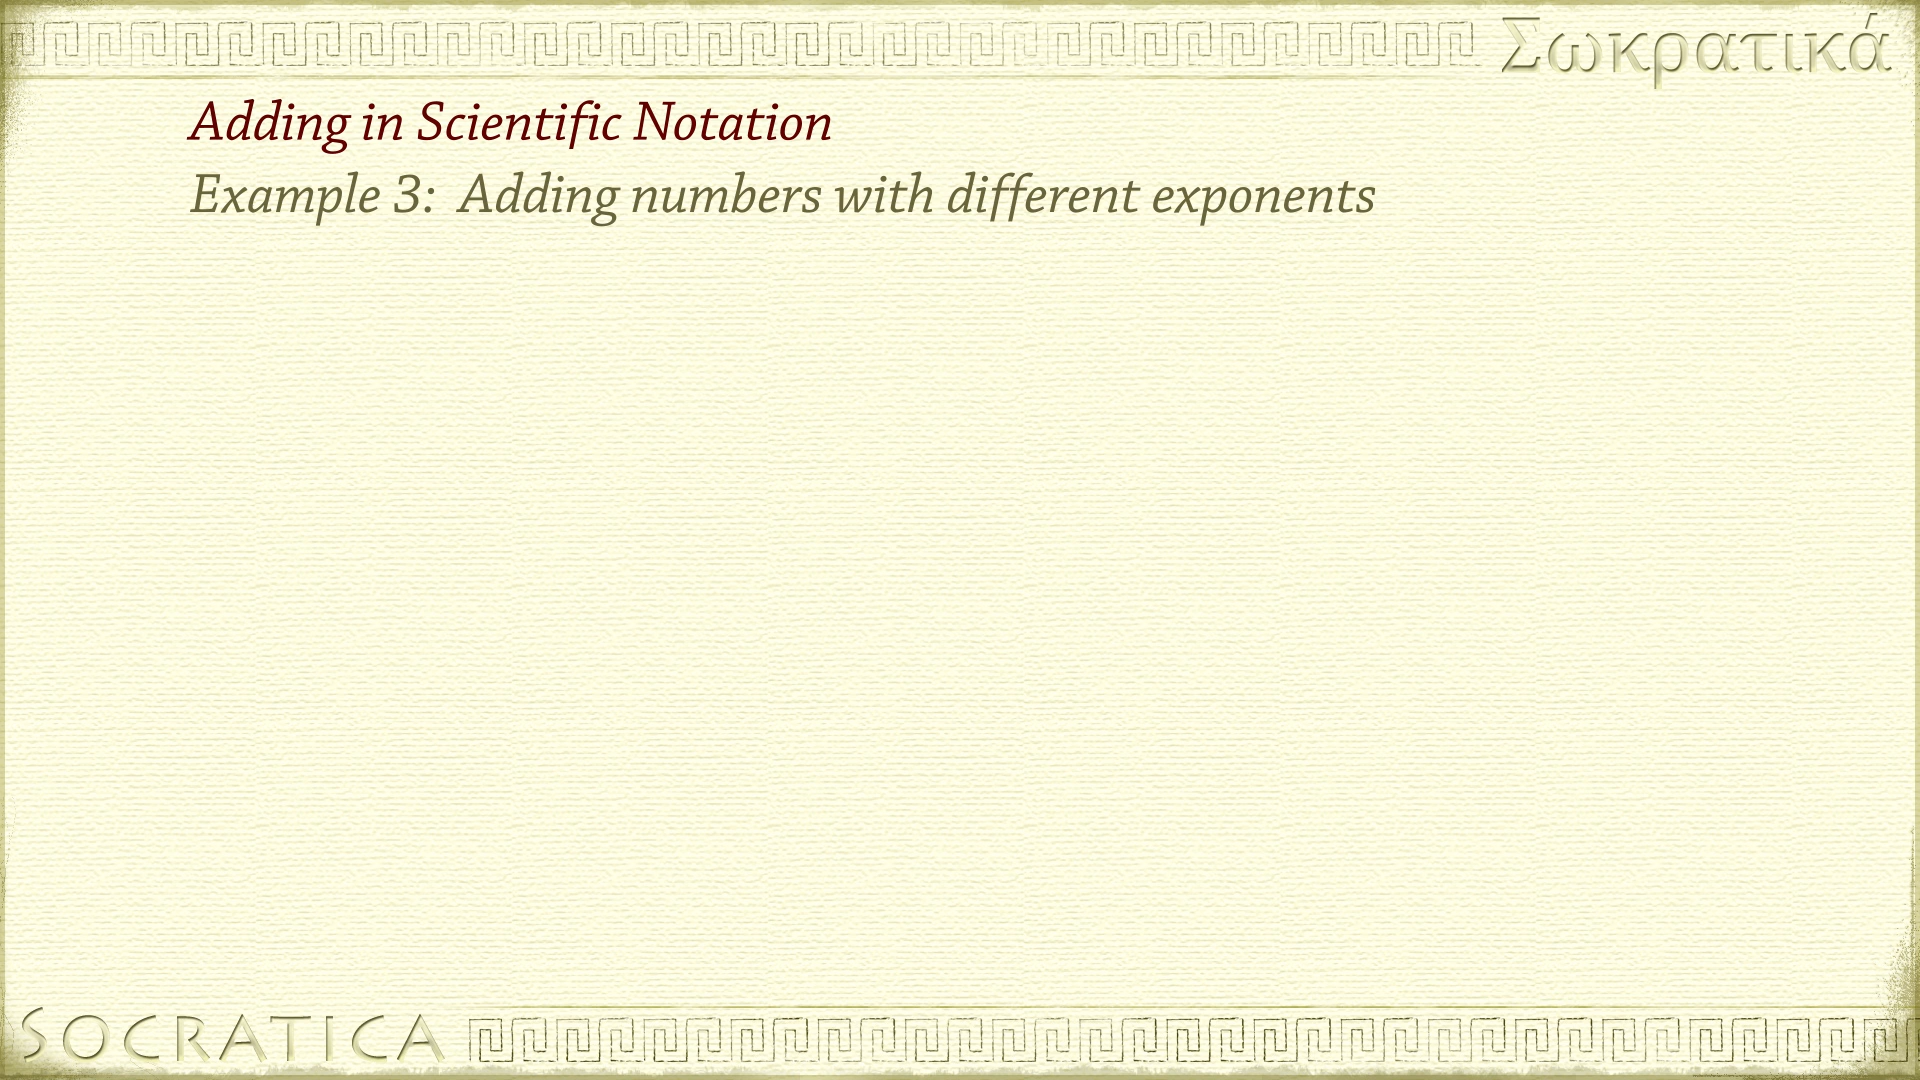 Σωκρατικά
Adding in Scientific Notation
Example 3: Adding numbers with different exponents
SOCRATICA